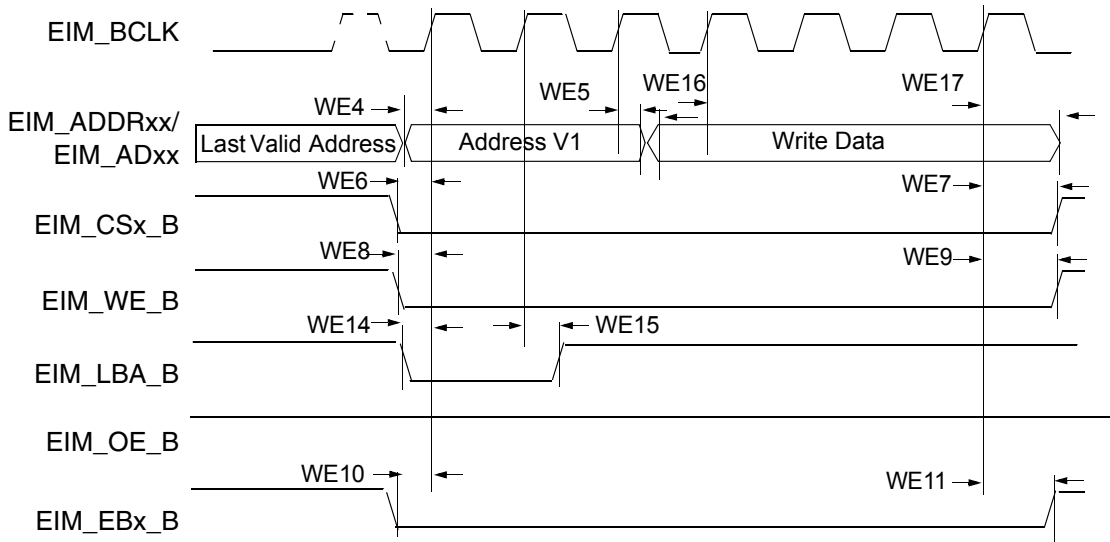 EIM_BCLK
WE4
WE5
WE16
WE17
EIM_ADDRxx/
EIM_ADxx
Last Valid Address
Address V1
Write Data
WE6
WE7
EIM_CSx_B
WE8
WE9
EIM_WE_B
WE14
WE15
EIM_LBA_B
EIM_OE_B
WE10
WE11
EIM_EBx_B